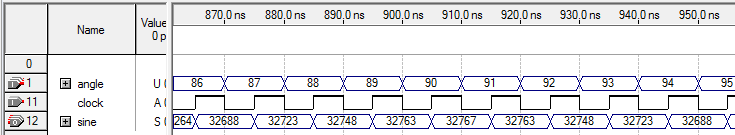 Name Value 0 p 870,0 ns 880,0 ns 890,0 ns 900,0 ns 910,0 ns 920,0 ns 930,0 ns 940,0 ns 950,0 ns
0
1 angle U ( 86 87 88 89 90 91 92 93 94 95
11 clock A (
12 sine S ( 264 32688 32723 32748 32763 32767 32763 32748 32723 32688